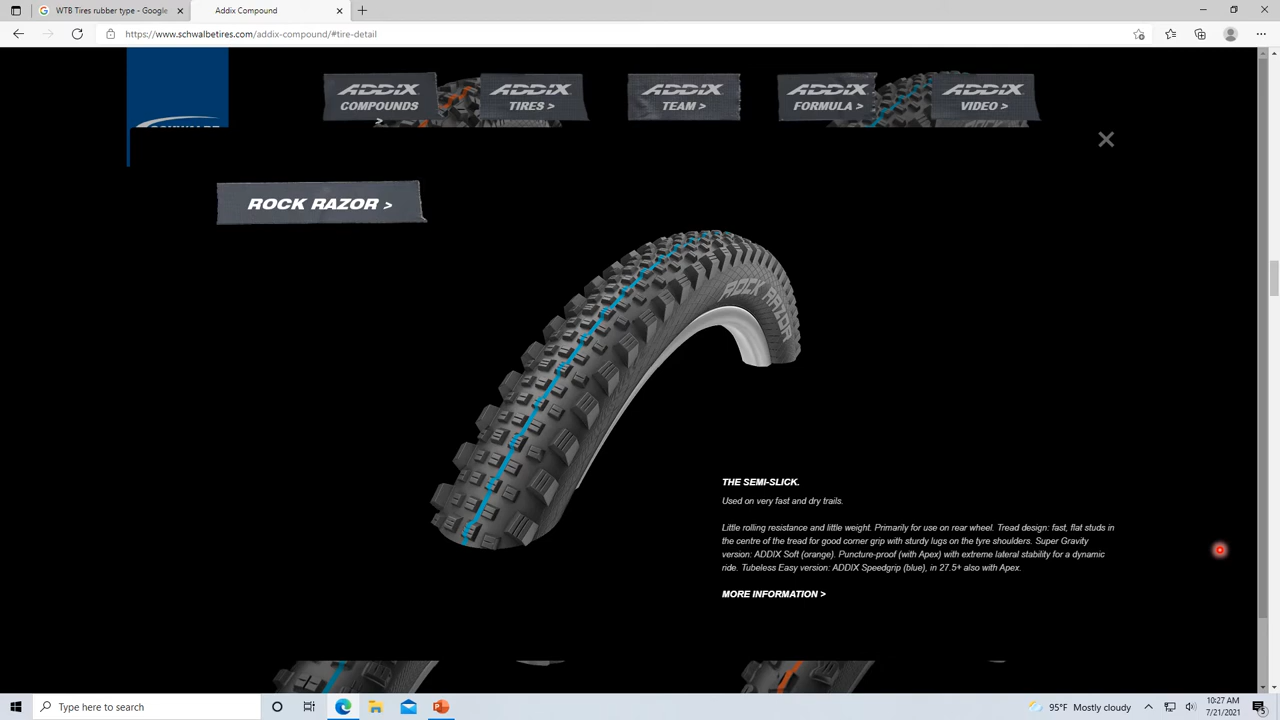 WTB Tires rubber type - Google
Addix Compound
https://www.schwalbetires.com/addix-compound/#tire-detail
ADDIX
COMPOUNDS
>
ADDIX
TIRES >
ADDIX
TEAM >
ADDIX
FORMULA >
ADDIX
VIDEO >
ROCK RAZOR >
ROCK RAZOR
THE SEMI-SLICK.
Used on very fast and dry trails.
Little rolling resistance and little weight. Primarily for use on rear wheel. Tread design: fast, flat studs in
the centre of the tread for good corner grip with sturdy lugs on the tyre shoulders. Super Gravity
version: ADDIX Soft (orange). Puncture-proof (with Apex) with extreme lateral stability for a dynamic
ride. Tubeless Easy version: ADDIX Speedgrip (blue), in 27.5+ also with Apex.
MORE INFORMATION >
Type here to search
95°F Mostly cloudy
10:27 AM
7/21/2021
5